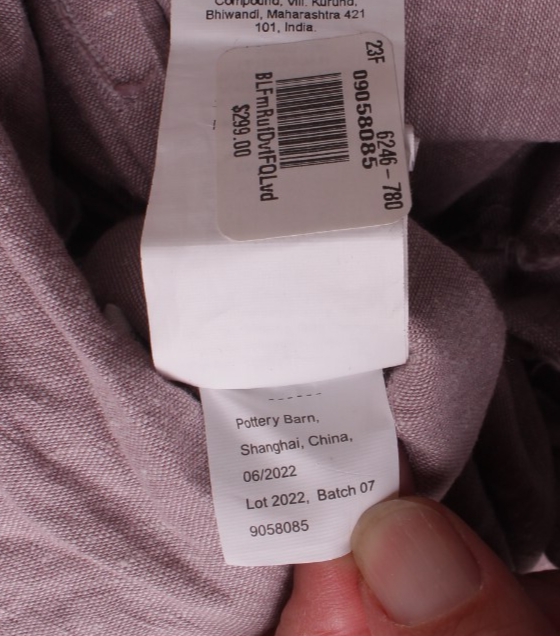 Compound, Vill. Kurund,
Bhiwandi, Maharashtra 421
101, India.
23F
6246-780
09058085
BLFmRufDvtFQLvd
$299.00
Pottery Barn,
Shanghai, China,
06/2022
Lot 2022, Batch 07
9058085